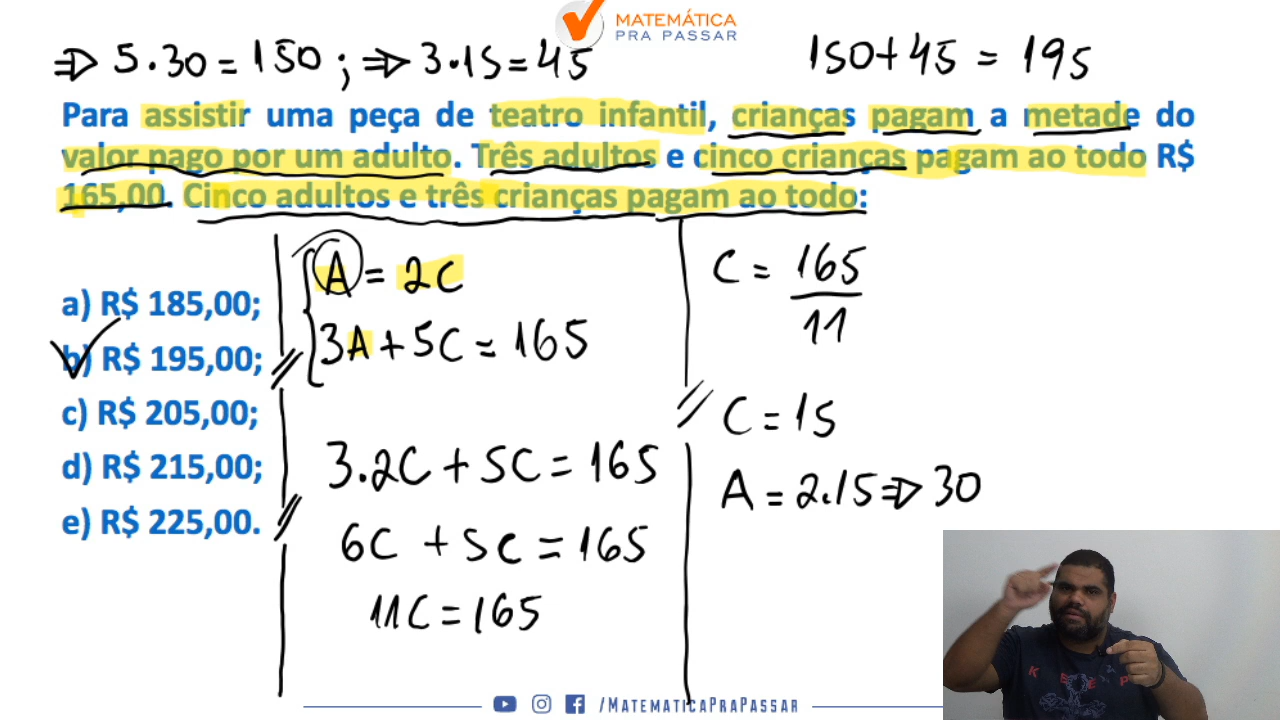 MATEMÁTICA
PRA PASSAR
⇒ 5.30 = 150 ; ⇒ 3.15 = 45
150 + 45 = 195
Para assistir uma peça de teatro infantil, crianças pagam a metade do
valor pago por um adulto. Três adultos e cinco crianças pagam ao todo R$
165,00. Cinco adultos e três crianças pagam ao todo:
a) R$ 185,00;
b) R$ 195,00;
c) R$ 205,00;
d) R$ 215,00;
e) R$ 225,00.
A = 2C
3A + 5C = 165
3.2C + 5C = 165
6C + 5C = 165
11C = 165
C = 165
11
C = 15
A = 2.15 ⇒ 30
K E E P
/MatematicaPraPassar